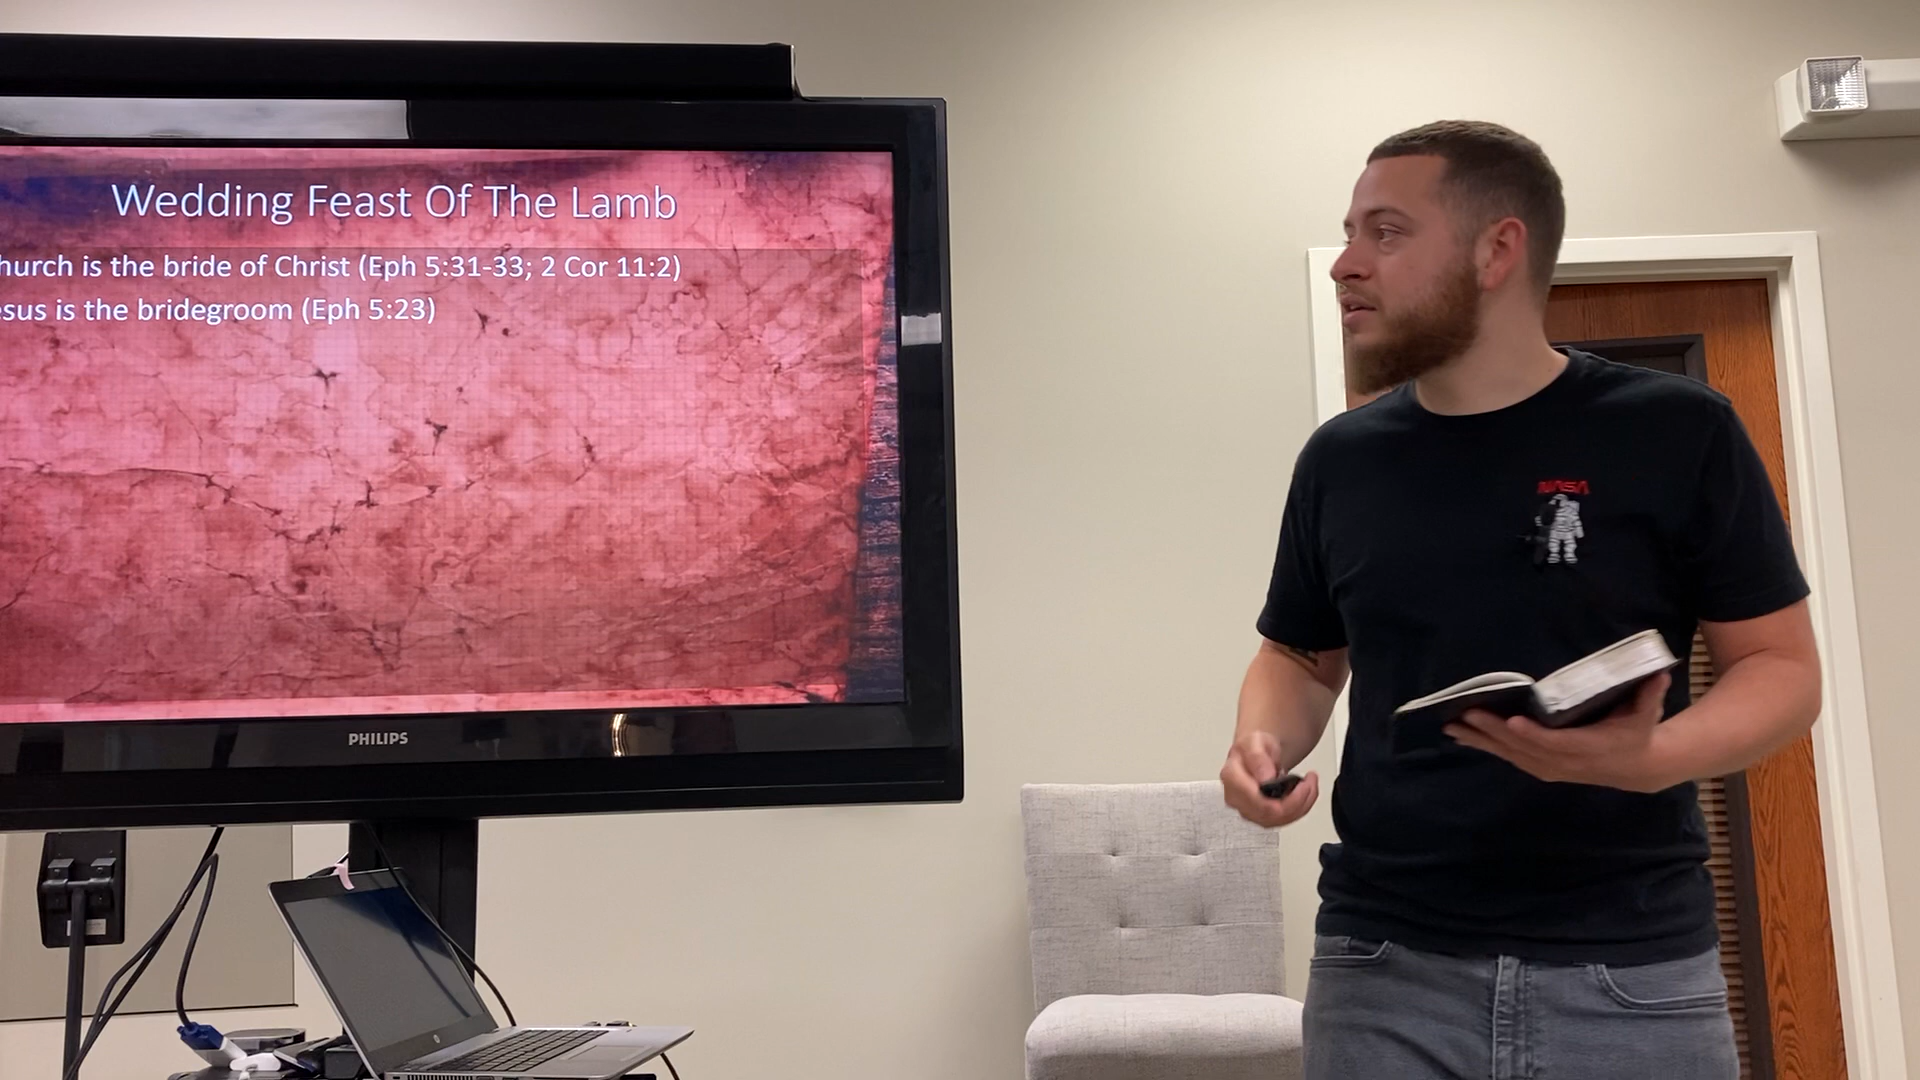 Wedding Feast Of The Lamb
hurch is the bride of Christ (Eph 5:31-33; 2 Cor 11:2)
esus is the bridegroom (Eph 5:23)
NASA
PHILIPS
hp